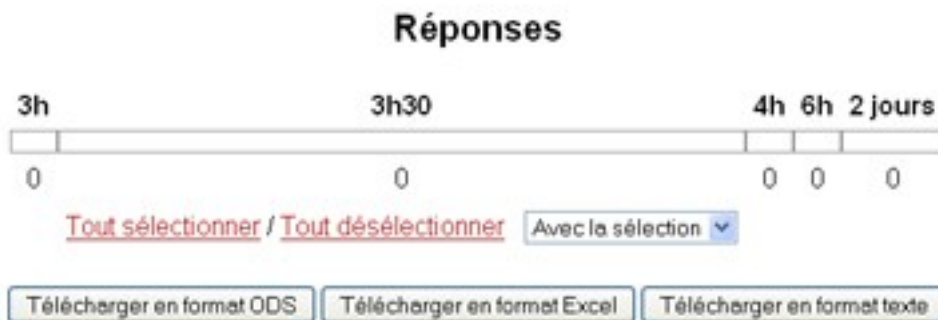 Réponses
3h 3h30 4h 6h 2 jours
0 0 0 0 0
Tout sélectionner / Tout désélectionner Avec la sélection
Télécharger en format ODS Télécharger en format Excel Télécharger en format texte